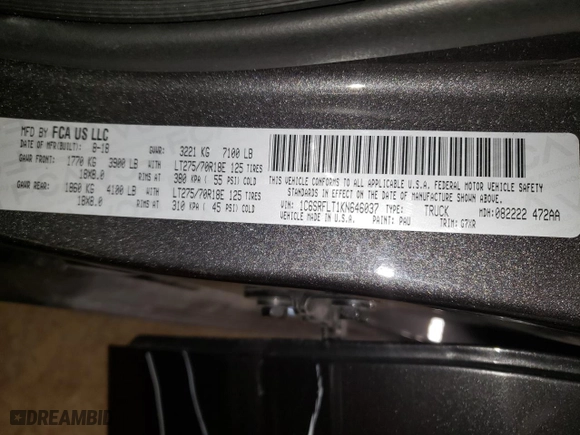 MFD BY FCA US LLC
DATE OF MFR(BUILT): 8-18 GVWR: 3221 KG 7100 LB
GAWR FRONT: 1770 KG 3900 LB WITH LT275/70R18E 125 TIRES
18X8.0 RIMS AT 380 KPA ( 55 PSI) COLD
GAWR REAR: 1860 KG 4100 LB WITH LT275/70R18E 125 TIRES
18X8.0 RIMS AT 310 KPA ( 45 PSI) COLD
THIS VEHICLE CONFORMS TO ALL APPLICABLE U.S.A. FEDERAL MOTOR VEHICLE SAFETY
STANDARDS IN EFFECT ON THE DATE OF MANUFACTURE SHOWN ABOVE.
VIN: 1C6SRFLT1KN646037 TYPE: TRUCK MDH: 082222 472AA
PAINT: PAU TRIM: G7XR
DREAMBID